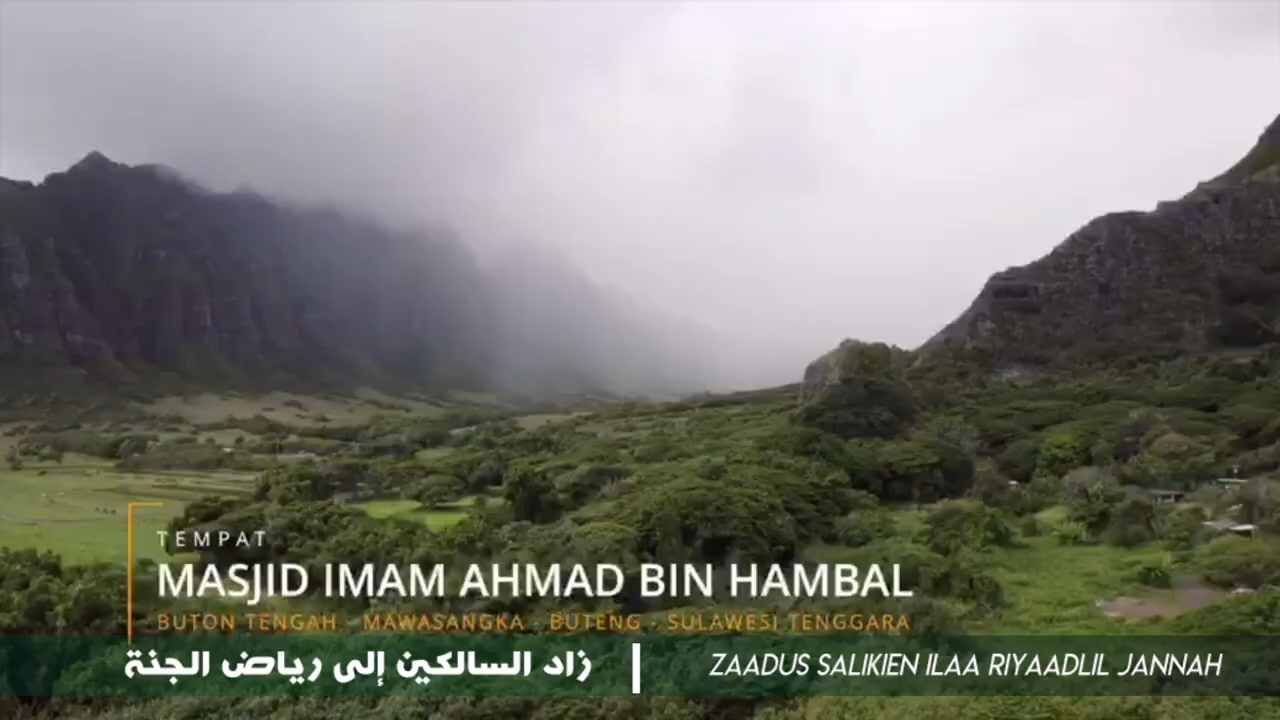 TEMPAT
MASJID IMAM AHMAD BIN HAMBAL
BUTON TENGAH - MAWASANGKA - BUTENG - SULAWESI TENGGARA
زاد السالكين إلى رياض الجنة | ZAADUS SALIKIEN ILAA RIYAADLIL JANNAH